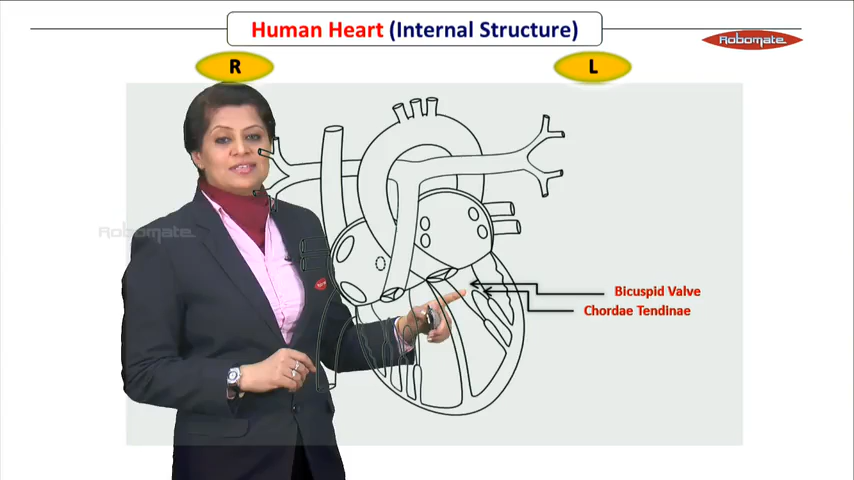 Human Heart (Internal Structure)
Robomate
R
L
Robomate
Bicuspid Valve
Chordae Tendinae